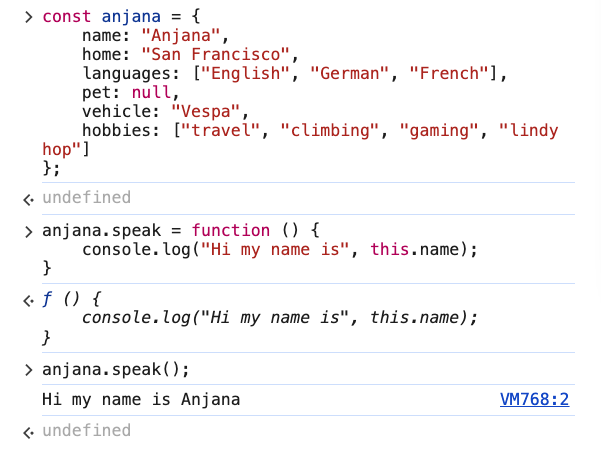 const anjana = {
    name: "Anjana",
    home: "San Francisco",
    languages: ["English", "German", "French"],
    pet: null,
    vehicle: "Vespa",
    hobbies: ["travel", "climbing", "gaming", "lindy
hop"]
};
undefined
anjana.speak = function () {
    console.log("Hi my name is", this.name);
}
ƒ () {
    console.log("Hi my name is", this.name);
}
anjana.speak();
Hi my name is Anjana VM768:2
undefined